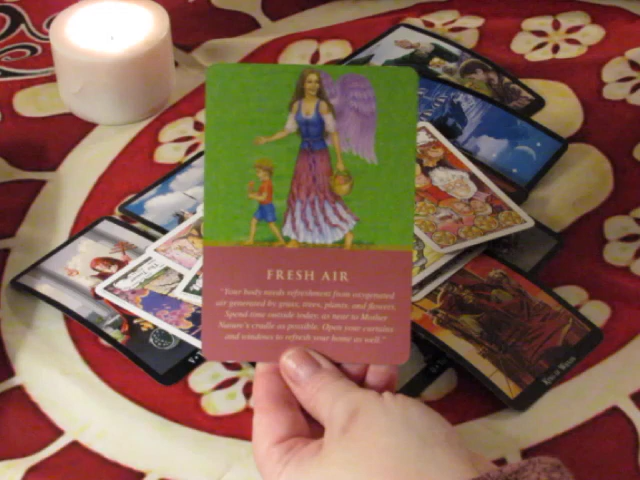 FRESH AIR
"Your body needs refreshment from oxygenated
air generated by grass, trees, plants, and flowers.
Spend time outside today, as near to Mother
Nature's cradle as possible. Open your curtains
and windows to refresh your home as well."